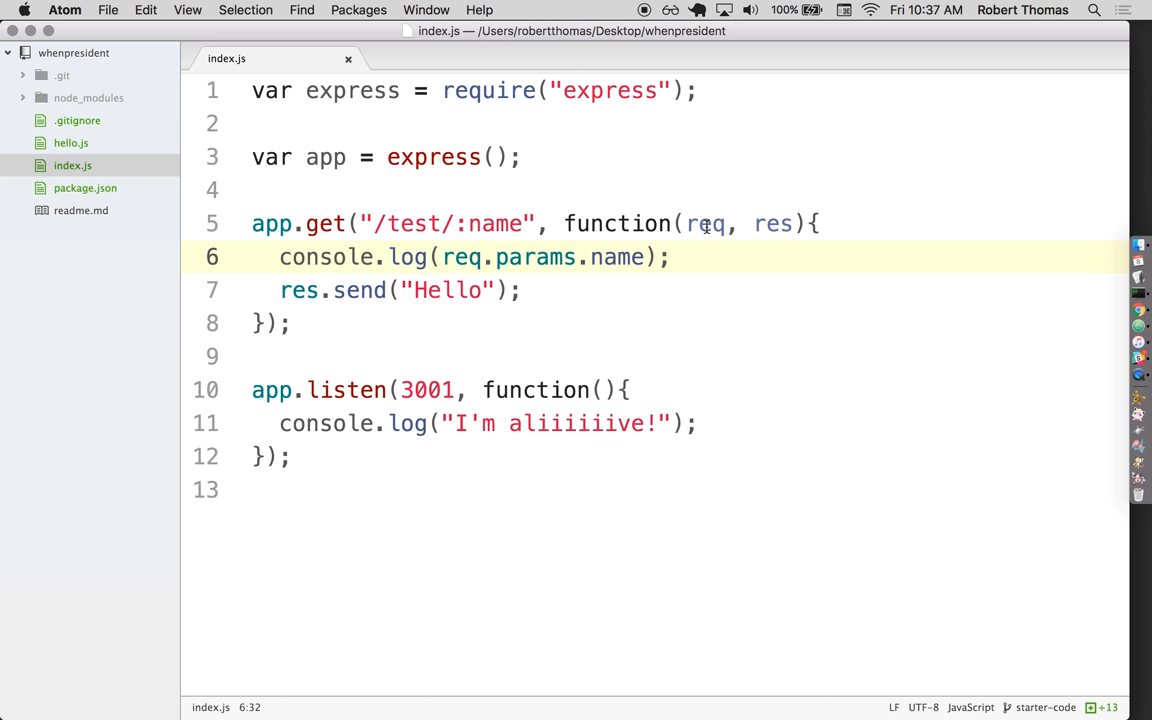 Atom File Edit View Selection Find Packages Window Help 100% Fri 10:37 AM Robert Thomas
index.js — /Users/robertthomas/Desktop/whenpresident
whenpresident
.git
node_modules
.gitignore
hello.js
index.js
package.json
readme.md
index.js
1 var express = require("express");
2
3 var app = express();
4
5 app.get("/test/:name", function(req, res){
6 console.log(req.params.name);
7 res.send("Hello");
8 });
9
10 app.listen(3001, function(){
11 console.log("I'm aliiiiiive!");
12 });
13
index.js 6:32 LF UTF-8 JavaScript starter-code +13